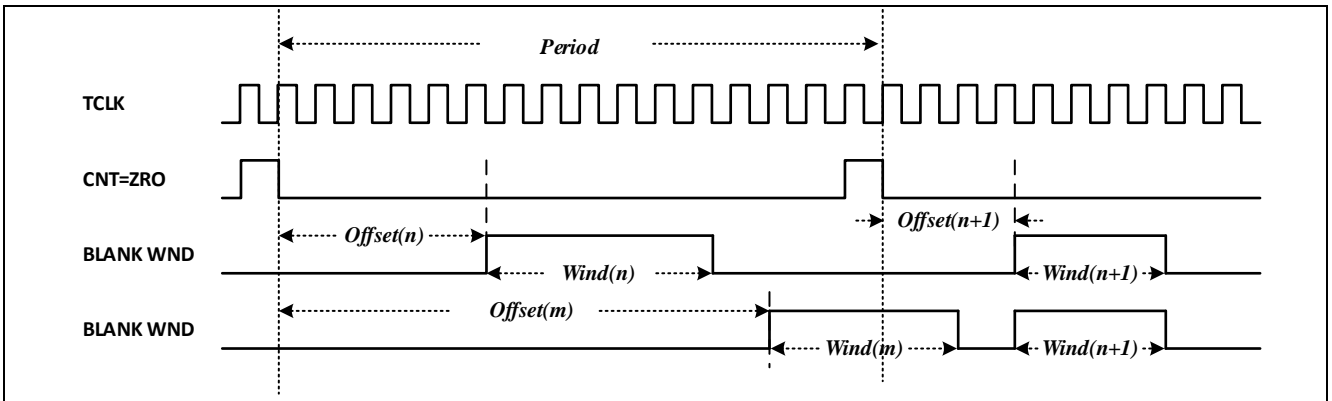 Period
TCLK
CNT=ZRO
Offset(n+1)
Offset(n)
BLANK WND
Wind(n)
Wind(n+1)
Offset(m)
BLANK WND
Wind(m)
Wind(n+1)